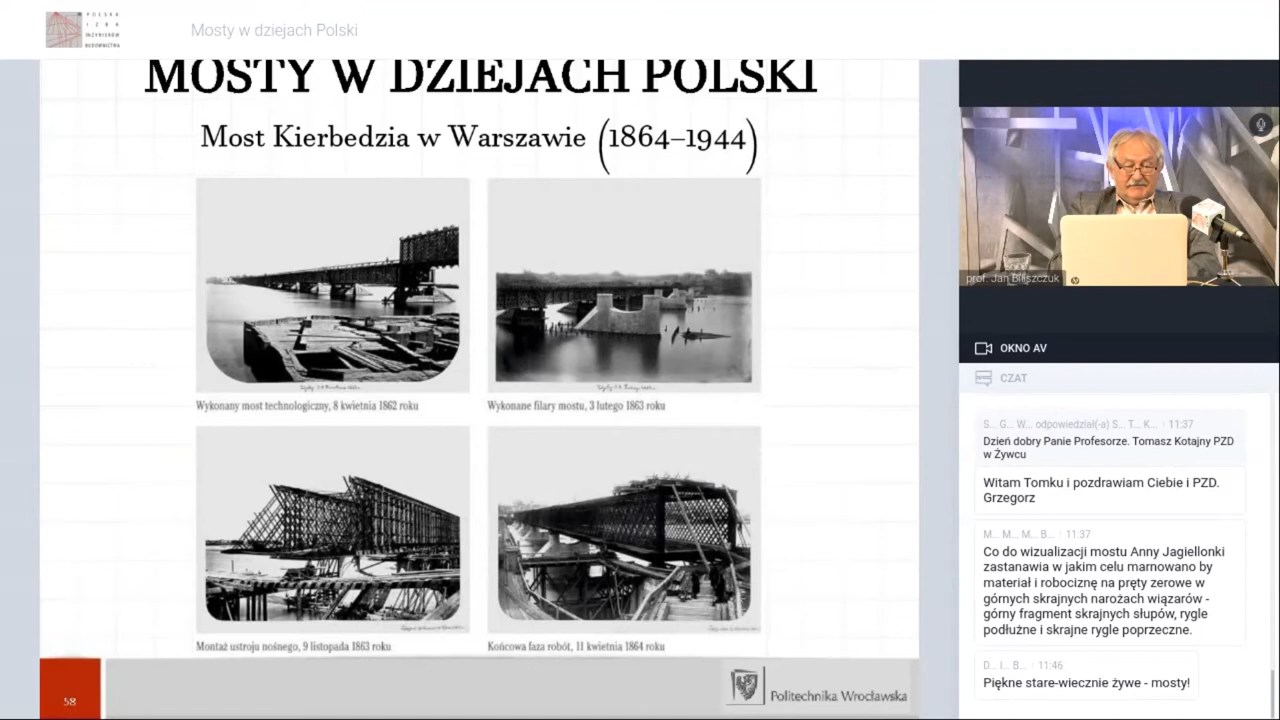 POLSKA
IZBA
INŻYNIERÓW
BUDOWNICTWA
Mosty w dziejach Polski
MOSTY W DZIEJACH POLSKI
Most Kierbedzia w Warszawie (1864–1944)
Wykonany most technologiczny, 8 kwietnia 1862 roku
Wykonane filary mostu, 3 lutego 1863 roku
Montaż ustroju nośnego, 9 listopada 1863 roku
Końcowa faza robót, 11 kwietnia 1864 roku
58
Politechnika Wrocławska
prof. Jan Biliszczuk
OKNO AV
CZAT
S... G... W... odpowiedział(-a) S... T... K... : 11:37
Dzień dobry Panie Profesorze. Tomasz Kotajny PZD
w Żywcu
Witam Tomku i pozdrawiam Ciebie i PZD.
Grzegorz
M... M... M... B... : 11:37
Co do wizualizacji mostu Anny Jagiellonki
zastanawia w jakim celu marnowano by
materiał i robociznę na pręty zerowe w
górnych skrajnych narożach wiązarów -
górny fragment skrajnych słupów, rygle
podłużne i skrajne rygle poprzeczne.
D... I... B... : 11:46
Piękne stare-wiecznie żywe - mosty!